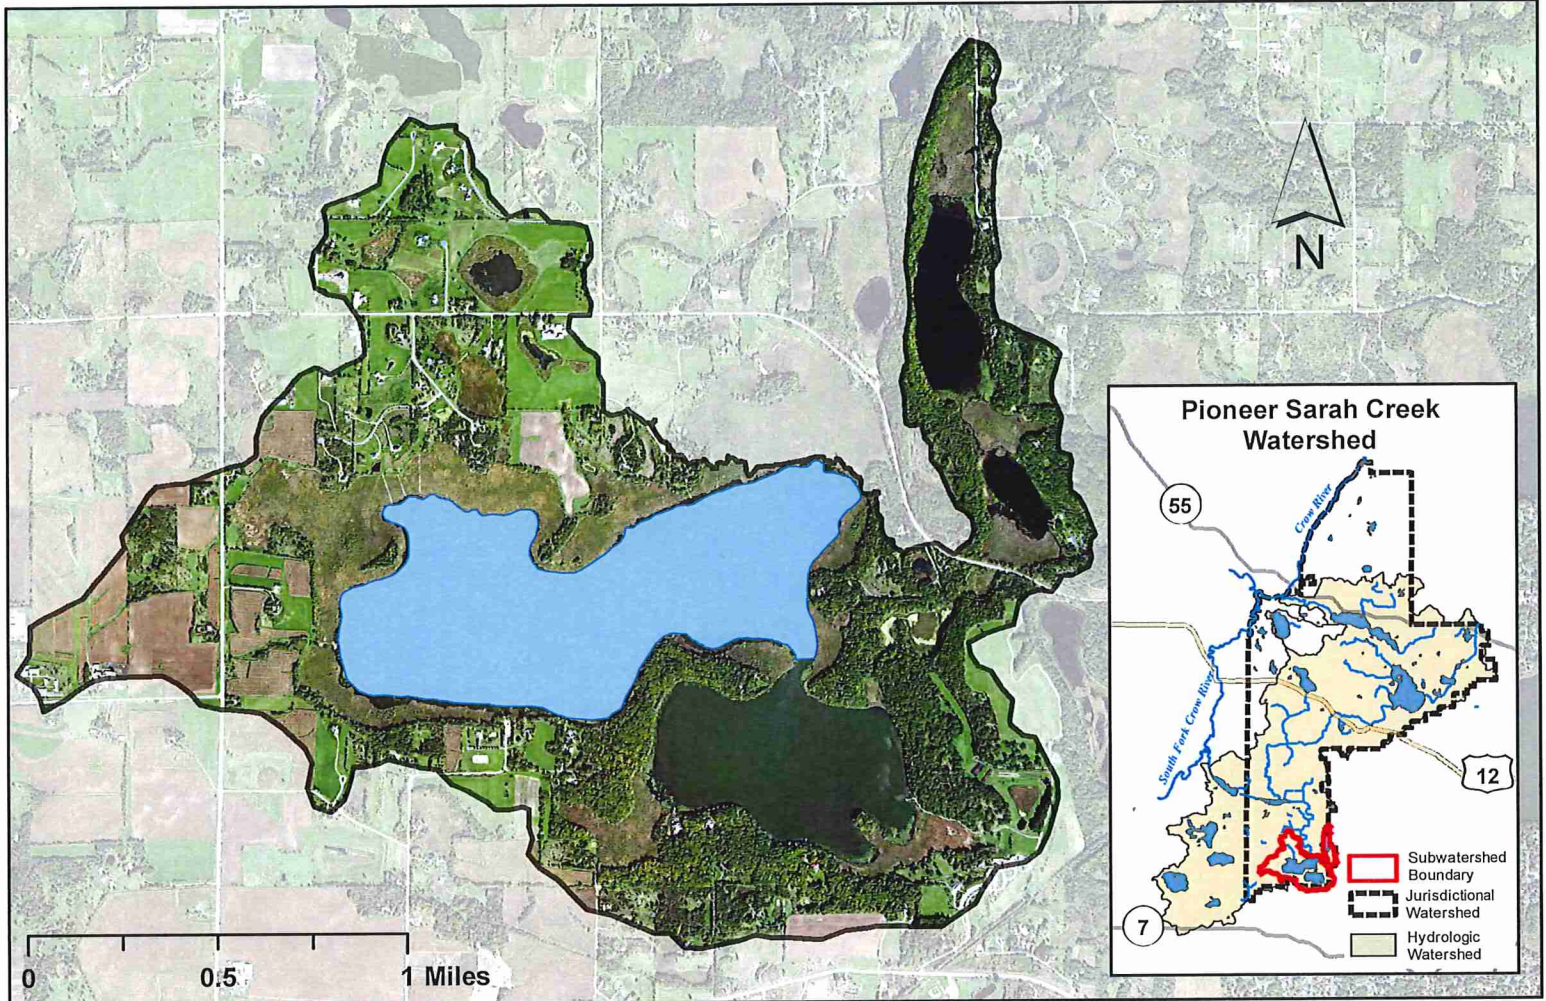 N
Pioneer Sarah Creek
Watershed
55
Crow River
South Fork Crow River
12
7
Subwatershed
Boundary
Jurisdictional
Watershed
Hydrologic
Watershed
0
0.5
1 Miles